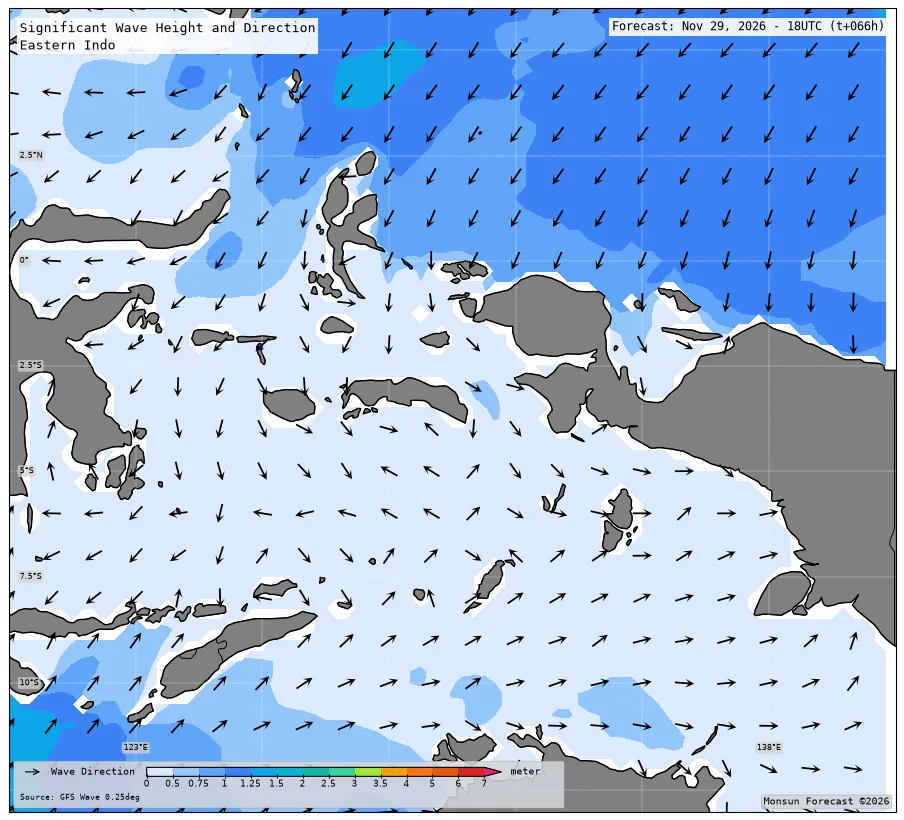 Significant Wave Height and Direction
Eastern Indo
Forecast: Nov 29, 2026 - 18UTC (t+066h)
2.5°N
0°
2.5°S
5°S
7.5°S
10°S
123°E
138°E
Wave Direction
meter
0 0.5 0.75 1 1.25 1.5 2 2.5 3 3.5 4 5 6 7
Source: GFS Wave 0.25deg
Monsun Forecast ©2026